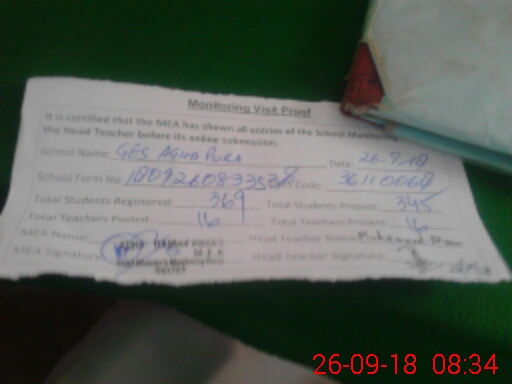 Monitoring Visit Proof
It is certified that the MEA has shown all entries of the School Monitoring
the Head Teacher before its online submission.
School Name: GES AGHA PURA Date: 26-9-18
School Form No: Code:
Total Students Registered: 369 Total Students Present: 345
Total Teachers Posted: 16 Total Teachers Present: 16
MEA Name: Head Teacher Name: Muhammad
MEA Signature: Head Teacher Signature:
26-09-18 08:34